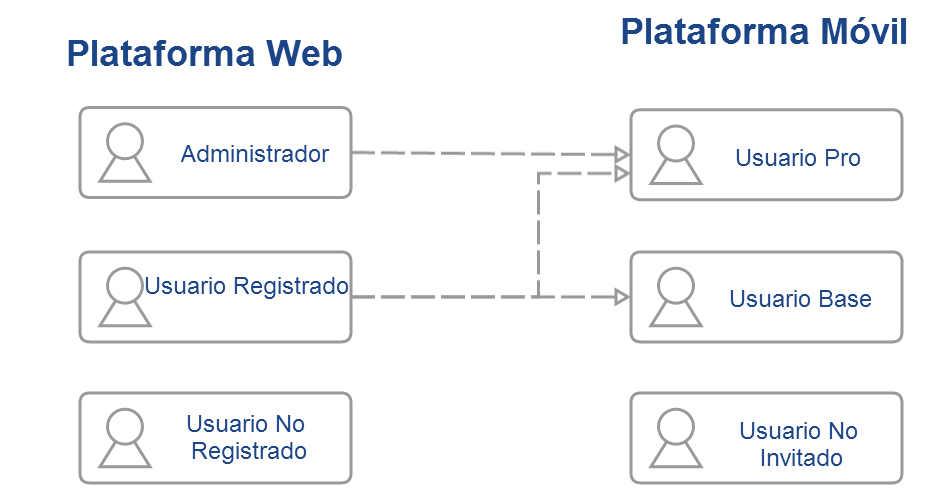 Plataforma Web
Plataforma Móvil
Administrador
Usuario Pro
Usuario Registrado
Usuario Base
Usuario No
Registrado
Usuario No
Invitado